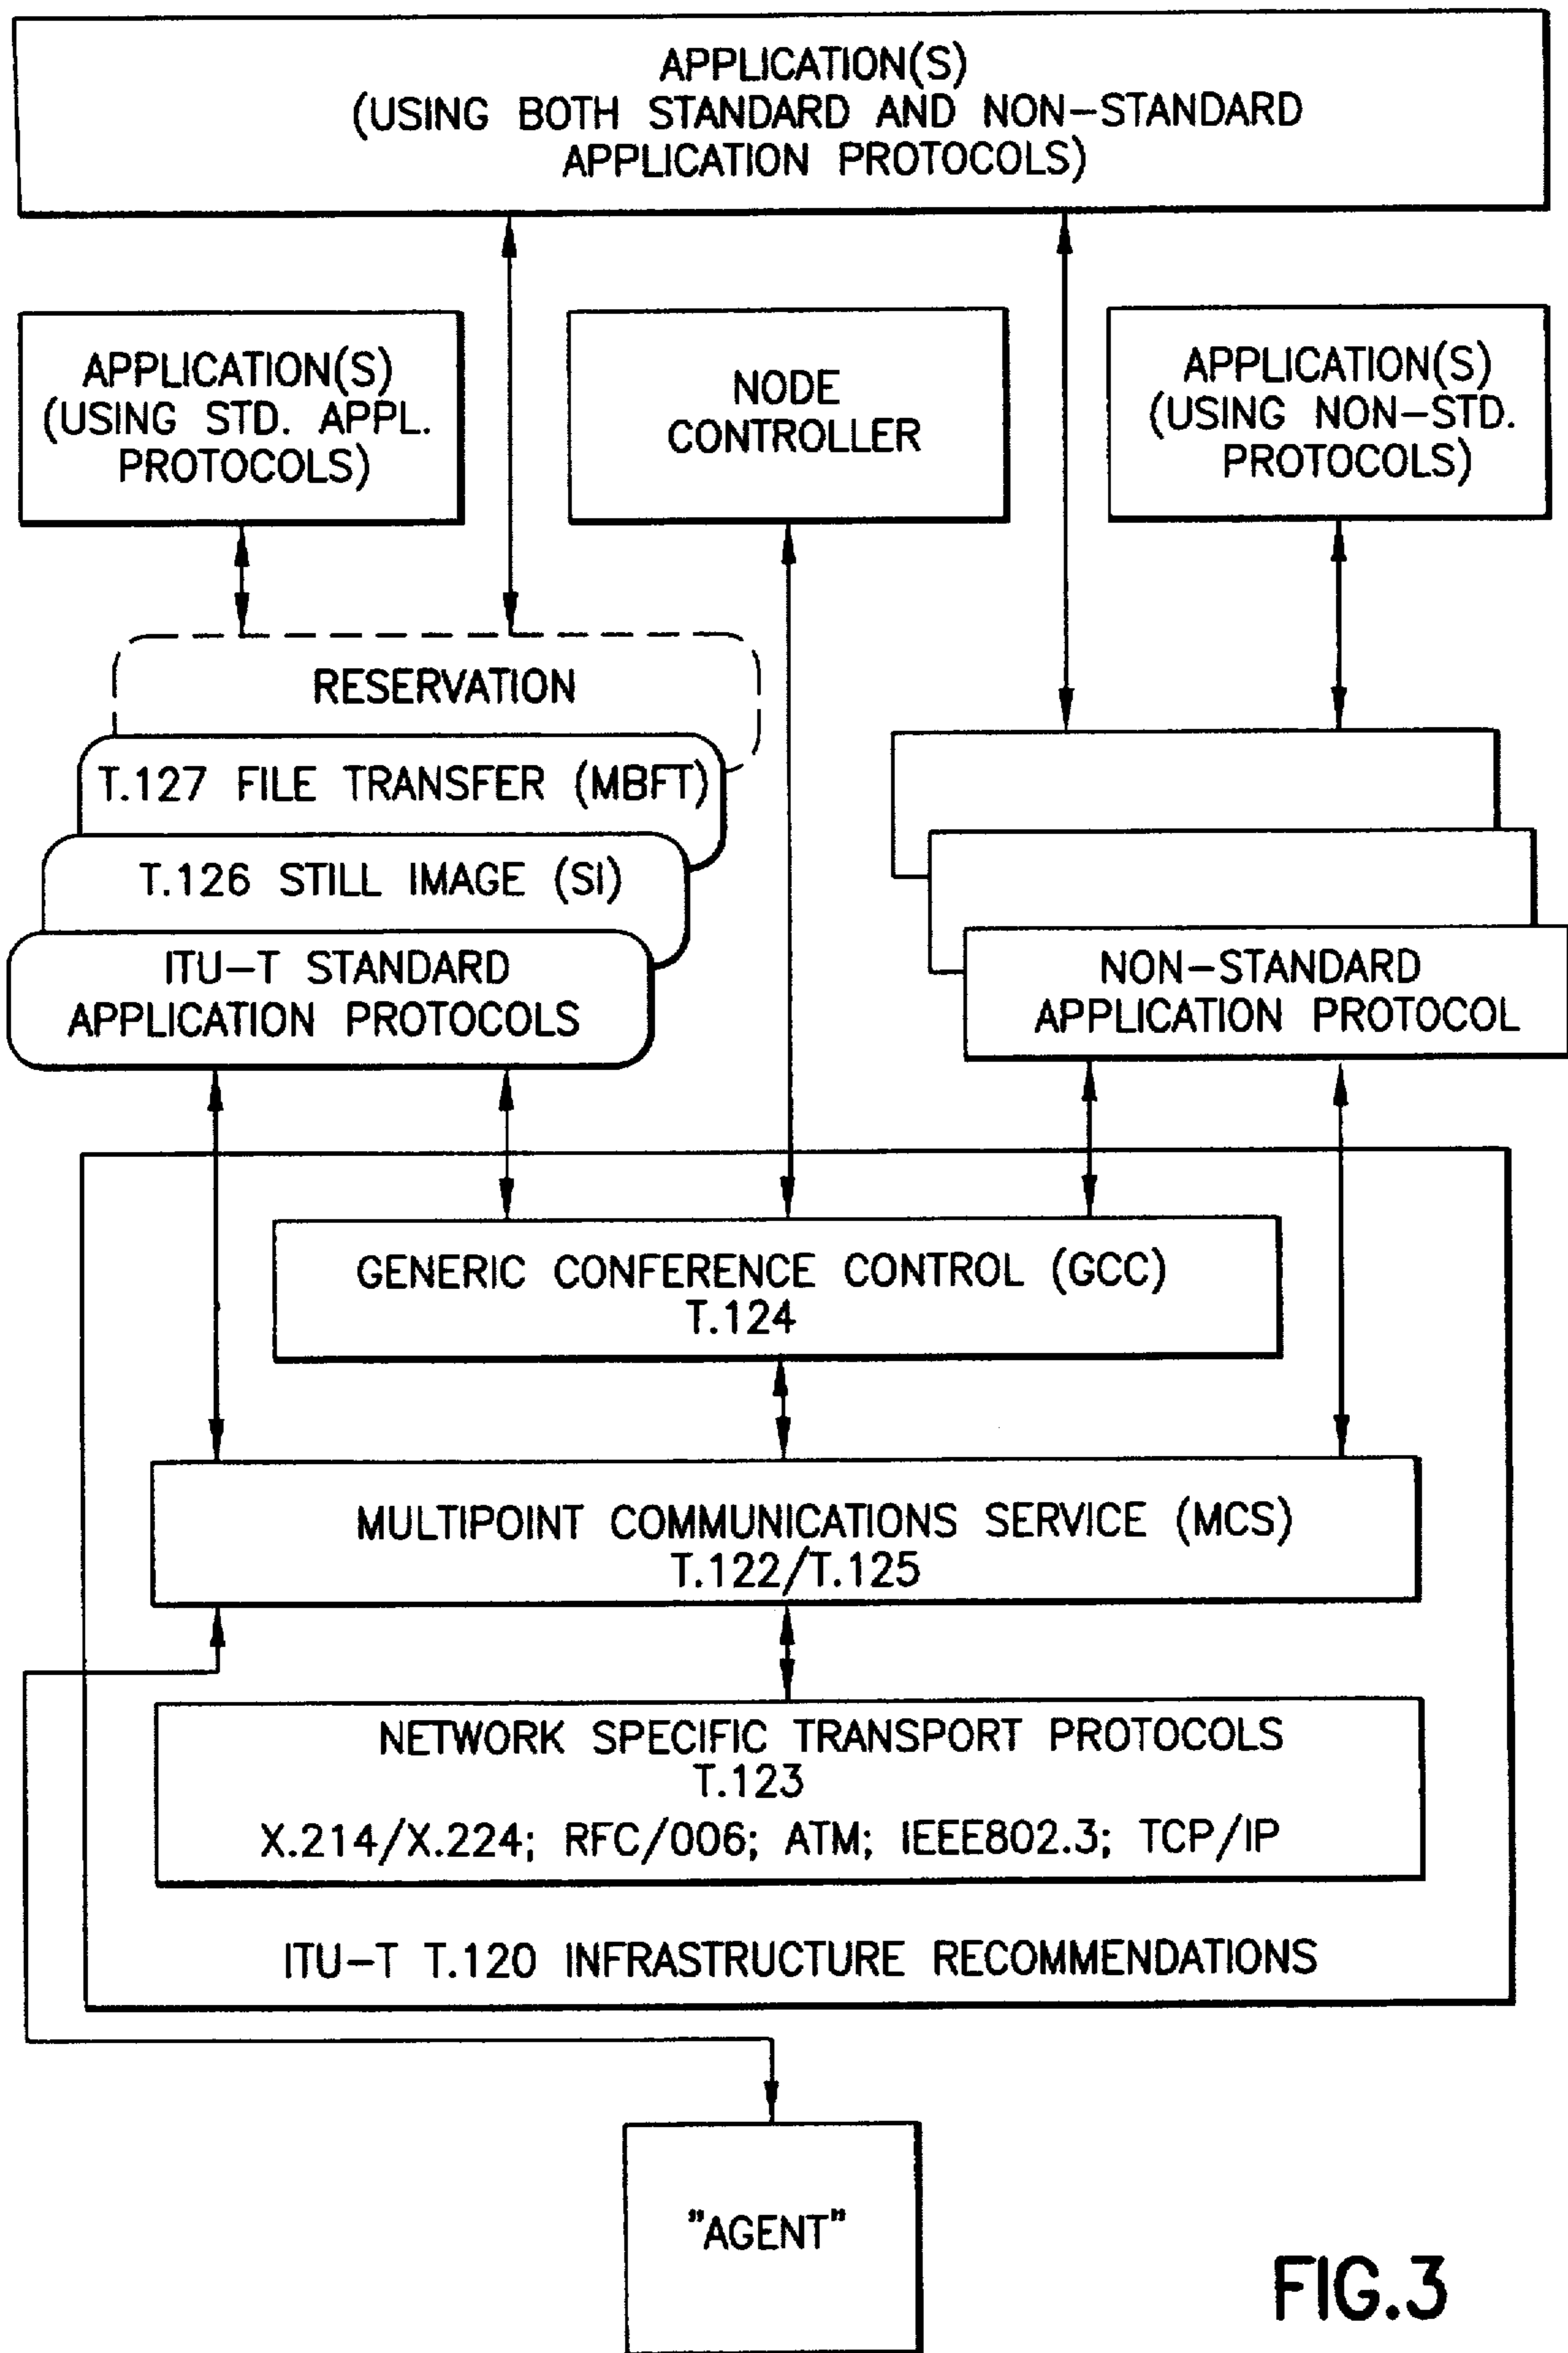 APPLICATION(S)
(USING BOTH STANDARD AND NON-STANDARD
APPLICATION PROTOCOLS)
APPLICATION(S)
(USING STD. APPL.
PROTOCOLS)
NODE
CONTROLLER
APPLICATION(S)
(USING NON-STD.
PROTOCOLS)
RESERVATION
T.127 FILE TRANSFER (MBFT)
T.126 STILL IMAGE (SI)
ITU-T STANDARD
APPLICATION PROTOCOLS
NON-STANDARD
APPLICATION PROTOCOL
GENERIC CONFERENCE CONTROL (GCC)
T.124
MULTIPOINT COMMUNICATIONS SERVICE (MCS)
T.122/T.125
NETWORK SPECIFIC TRANSPORT PROTOCOLS
T.123
X.214/X.224; RFC/006; ATM; IEEE802.3; TCP/IP
ITU-T T.120 INFRASTRUCTURE RECOMMENDATIONS
"AGENT"
FIG.3